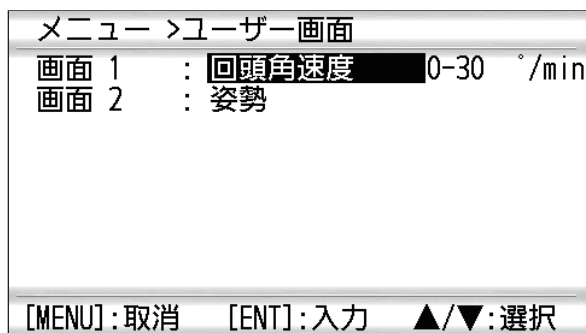 メニュー >ユーザー画面
画面 1 : 回頭角速度 0-30 °/min
画面 2 : 姿勢
[MENU]:取消 [ENT]:入力 ▲/▼:選択